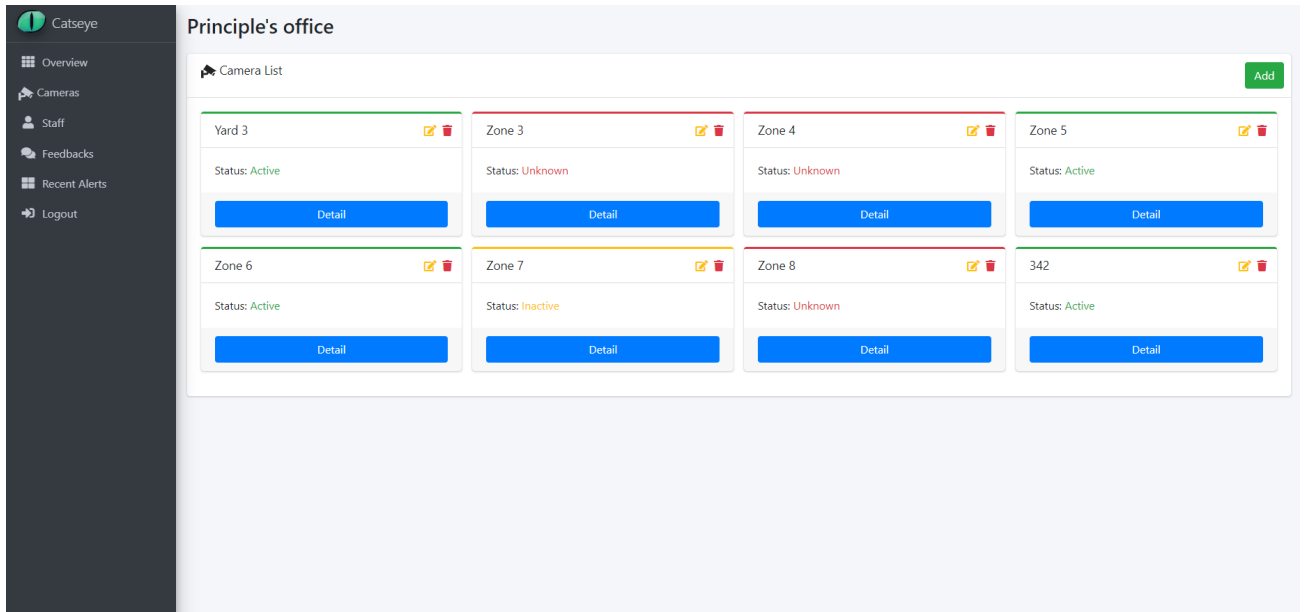 Catseye
Overview
Cameras
Staff
Feedbacks
Recent Alerts
Logout
Principle's office
Camera List
Add
Yard 3
Status: Active
Detail
Zone 3
Status: Unknown
Detail
Zone 4
Status: Unknown
Detail
Zone 5
Status: Active
Detail
Zone 6
Status: Active
Detail
Zone 7
Status: Inactive
Detail
Zone 8
Status: Unknown
Detail
342
Status: Active
Detail